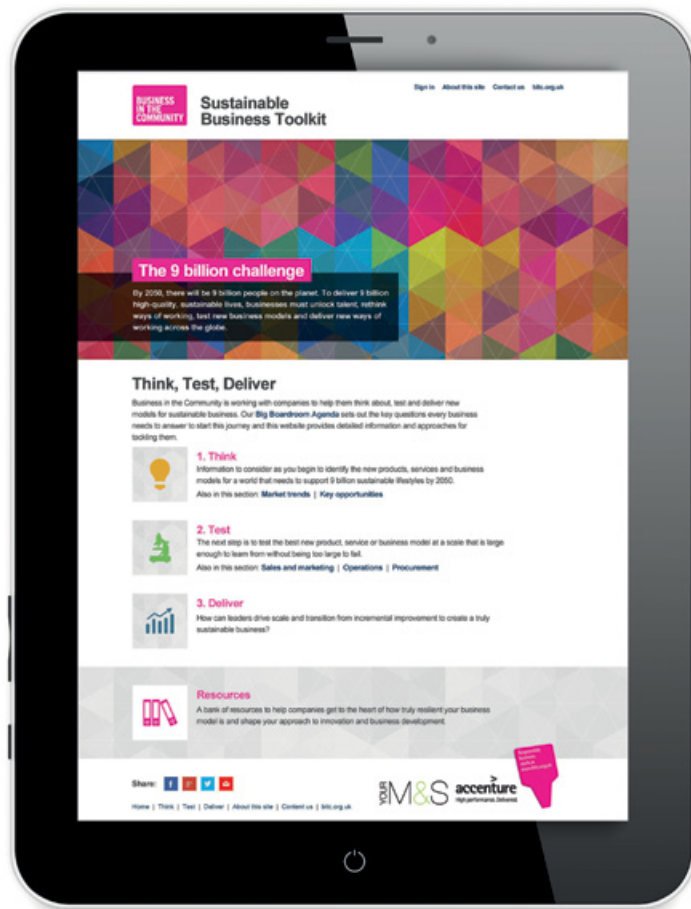 BUSINESS
IN THE
COMMUNITY
Sustainable
Business Toolkit
Sign in About this site Contact us bitc.org.uk
The 9 billion challenge
By 2050, there will be 9 billion people on the planet. To deliver 9 billion
high-quality, sustainable lives, businesses must unlock talent, rethink
ways of working, test new business models and deliver new ways of
working across the globe.
Think, Test, Deliver
Business in the Community is working with companies to help them think about, test and deliver new
models for sustainable business. Our Big Boardroom Agenda sets out the key questions every business
needs to answer to start this journey and this website provides detailed information and approaches for
tackling them.
1. Think
Information to consider as you begin to identify the new products, services and business
models for a world that needs to support 9 billion sustainable lifestyles by 2050.
Also in this section: Market trends | Key opportunities
2. Test
The next step is to test the best new product, service or business model at a scale that is large
enough to learn from without being too large to fail.
Also in this section: Sales and marketing | Operations | Procurement
3. Deliver
How can leaders drive scale and transition from incremental improvement to create a truly
sustainable business?
Resources
A bank of resources to help companies get to the heart of how truly resilient your business
model is and shape your approach to innovation and business development.
Share:
YOUR M&S
accenture
High performance. Delivered.
Home | Think | Test | Deliver | About this site | Contact us | bitc.org.uk